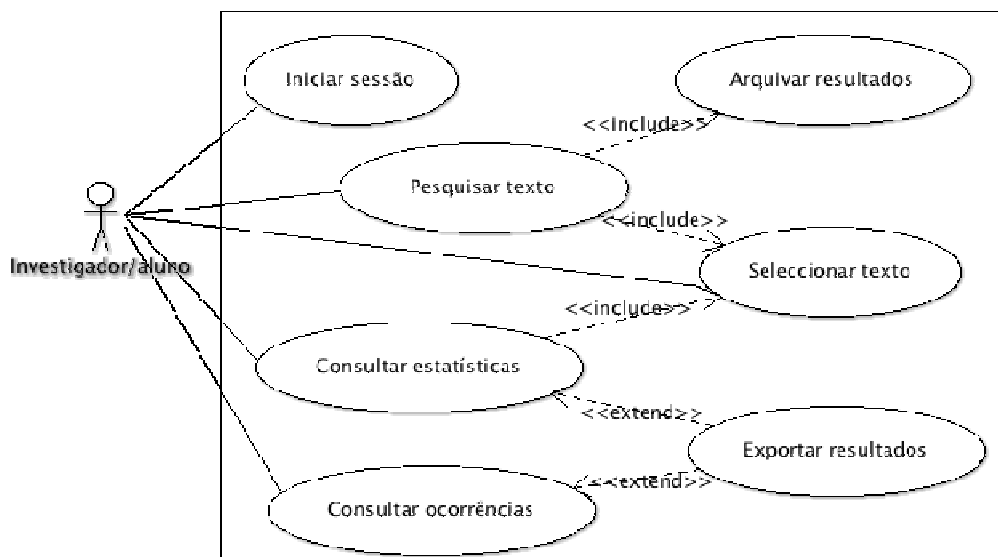 Iniciar sessão
Arquivar resultados
<<include>>
Pesquisar texto
<<include>>
Investigador/aluno
Seleccionar texto
<<include>>
Consultar estatísticas
<<extend>>
Exportar resultados
<<extend>>
Consultar ocorrências